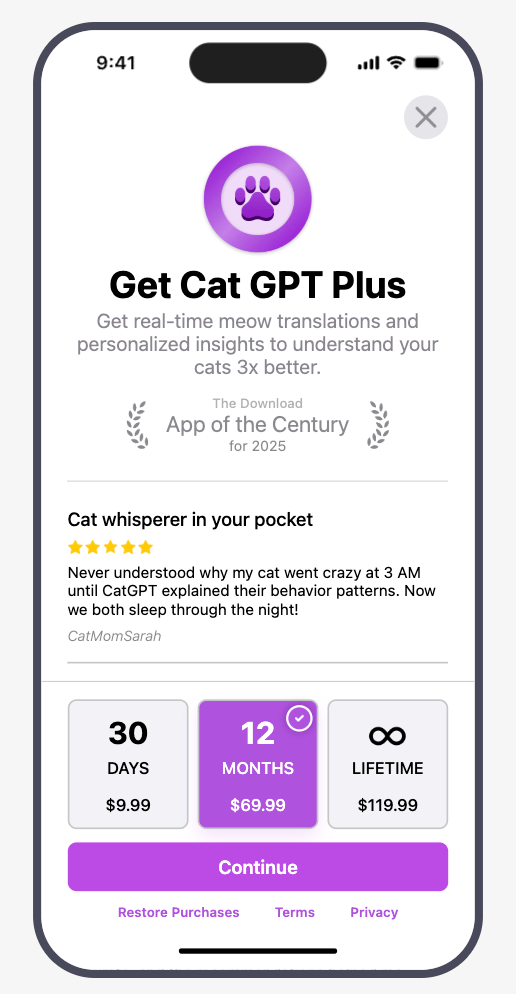 9:41
Get Cat GPT Plus
Get real-time meow translations and
personalized insights to understand your
cats 3x better.
The Download
App of the Century
for 2025
Cat whisperer in your pocket
Never understood why my cat went crazy at 3 AM
until CatGPT explained their behavior patterns. Now
we both sleep through the night!
CatMomSarah
30
DAYS
$9.99
12
MONTHS
$69.99
∞
LIFETIME
$119.99
Continue
Restore Purchases
Terms
Privacy